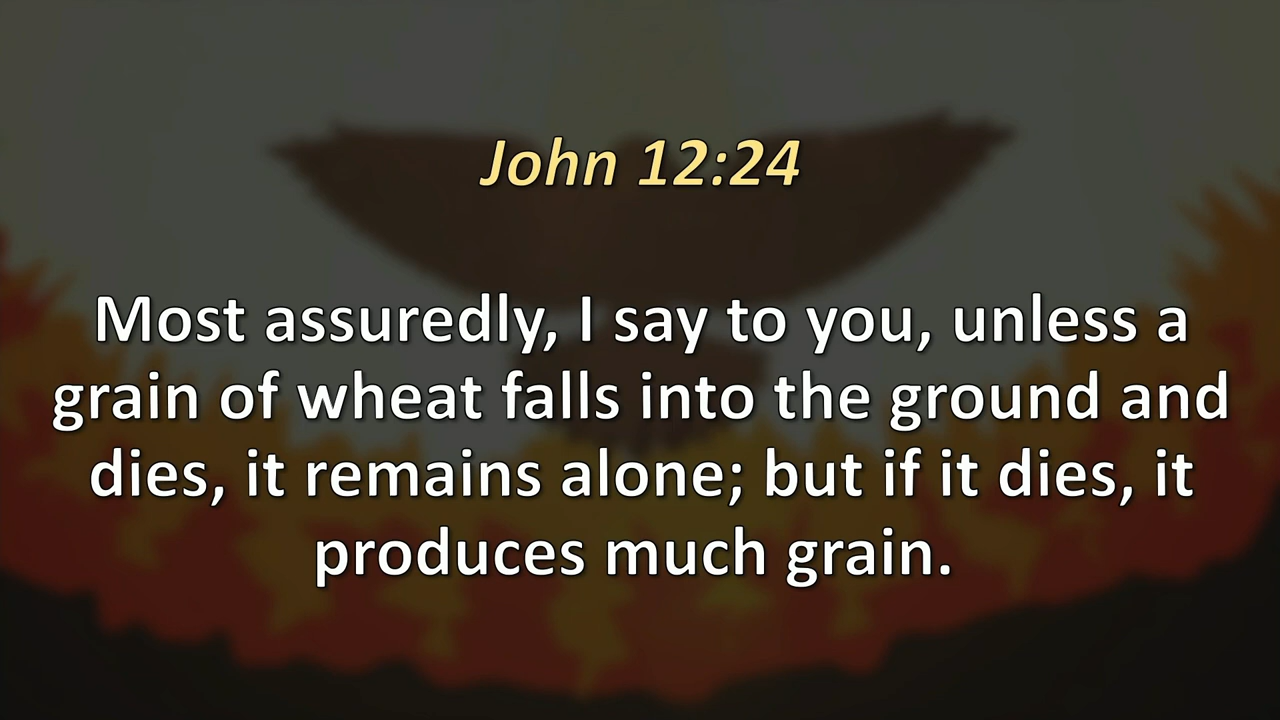 John 12:24
Most assuredly, I say to you, unless a
grain of wheat falls into the ground and
dies, it remains alone; but if it dies, it
produces much grain.